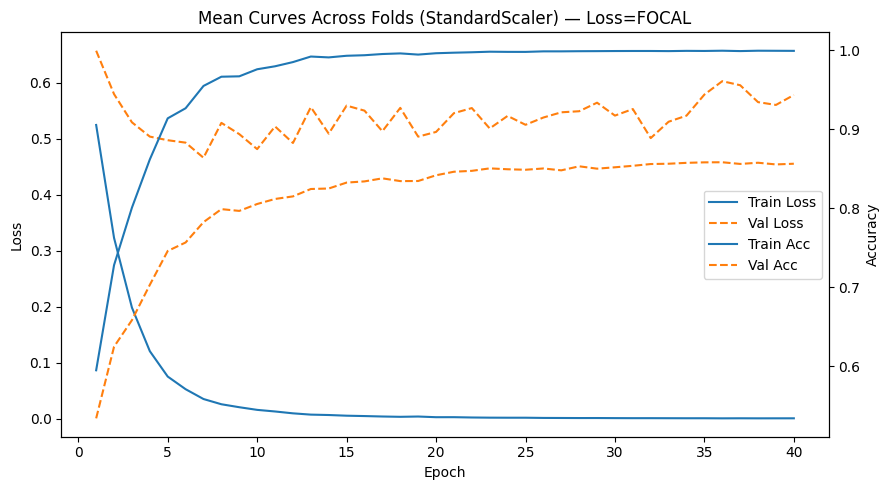 Mean Curves Across Folds (StandardScaler) — Loss=FOCAL
Loss
0.6
0.5
0.4
0.3
0.2
0.1
0.0
1.0
0.9
0.8
0.7
0.6
Accuracy
Train Loss
Val Loss
Train Acc
Val Acc
0 5 10 15 20 25 30 35 40
Epoch